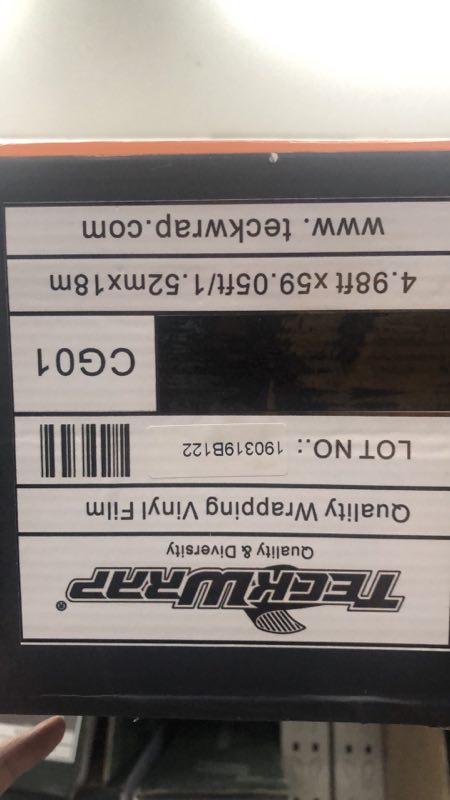 TECKWRAP®
Quality & Diversity
Quality Wrapping Vinyl Film
LOT NO.: 190319B122
CG01
4.98ft x59.05ft/1.52mx18m
www. teckwrap.com